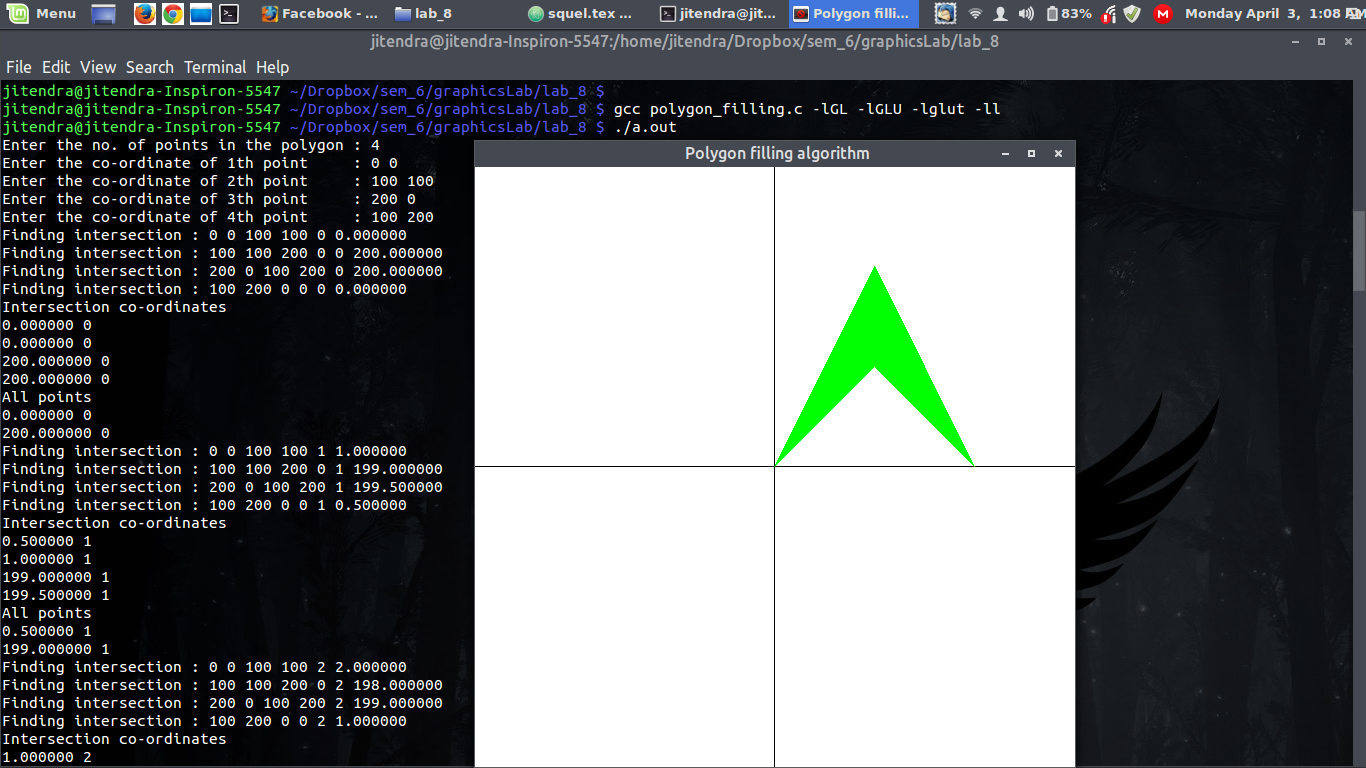 Menu Facebook - ... lab_8 squel.tex ... jitendra@jit... Polygon filli... 83% Monday April 3, 1:08 AM
jitendra@jitendra-Inspiron-5547:/home/jitendra/Dropbox/sem_6/graphicsLab/lab_8
File Edit View Search Terminal Help
jitendra@jitendra-Inspiron-5547 ~/Dropbox/sem_6/graphicsLab/lab_8 $
jitendra@jitendra-Inspiron-5547 ~/Dropbox/sem_6/graphicsLab/lab_8 $ gcc polygon_filling.c -lGL -lGLU -lglut -ll
jitendra@jitendra-Inspiron-5547 ~/Dropbox/sem_6/graphicsLab/lab_8 $ ./a.out
Enter the no. of points in the polygon : 4
Enter the co-ordinate of 1th point     : 0 0
Enter the co-ordinate of 2th point     : 100 100
Enter the co-ordinate of 3th point     : 200 0
Enter the co-ordinate of 4th point     : 100 200
Finding intersection : 0 0 100 100 0 0.000000
Finding intersection : 100 100 200 0 0 200.000000
Finding intersection : 200 0 100 200 0 200.000000
Finding intersection : 100 200 0 0 0 0.000000
Intersection co-ordinates
0.000000 0
0.000000 0
200.000000 0
200.000000 0
All points
0.000000 0
200.000000 0
Finding intersection : 0 0 100 100 1 1.000000
Finding intersection : 100 100 200 0 1 199.000000
Finding intersection : 200 0 100 200 1 199.500000
Finding intersection : 100 200 0 0 1 0.500000
Intersection co-ordinates
0.500000 1
1.000000 1
199.000000 1
199.500000 1
All points
0.500000 1
199.000000 1
Finding intersection : 0 0 100 100 2 2.000000
Finding intersection : 100 100 200 0 2 198.000000
Finding intersection : 200 0 100 200 2 199.000000
Finding intersection : 100 200 0 0 2 1.000000
Intersection co-ordinates
1.000000 2
Polygon filling algorithm